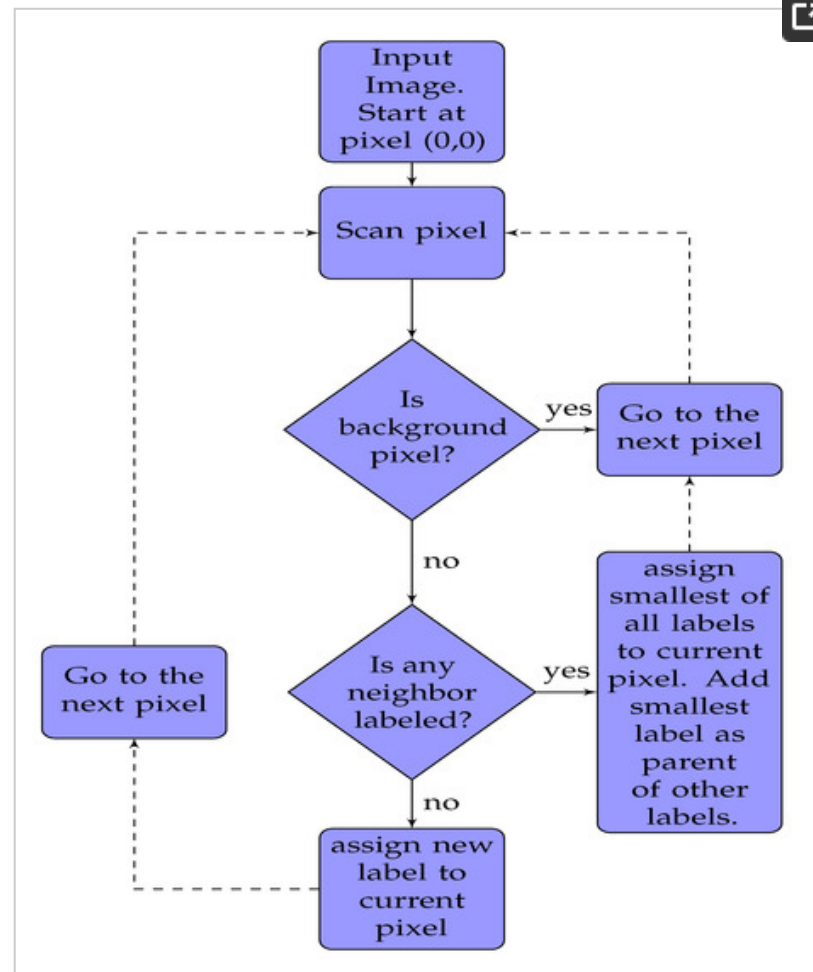 Input
Image.
Start at
pixel (0,0)
Scan pixel
Is
background
pixel?
yes
Go to the
next pixel
no
assign
smallest of
all labels
to current
pixel. Add
smallest
label as
parent
of other
labels.
Is any
neighbor
labeled?
yes
Go to the
next pixel
no
assign new
label to
current
pixel